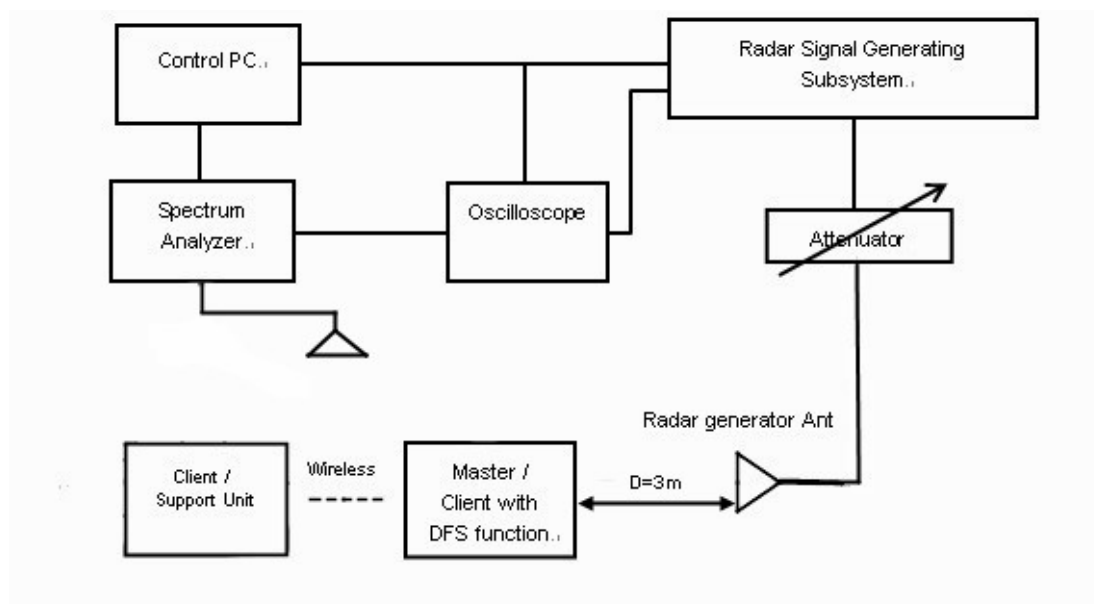 Control PC.
Radar Signal Generating
Subsystem.
Spectrum
Analyzer.
Oscilloscope
Attenuator
Radar generator Ant
Client /
Support Unit
Wireless
Master /
Client with
DFS function.
D=3m